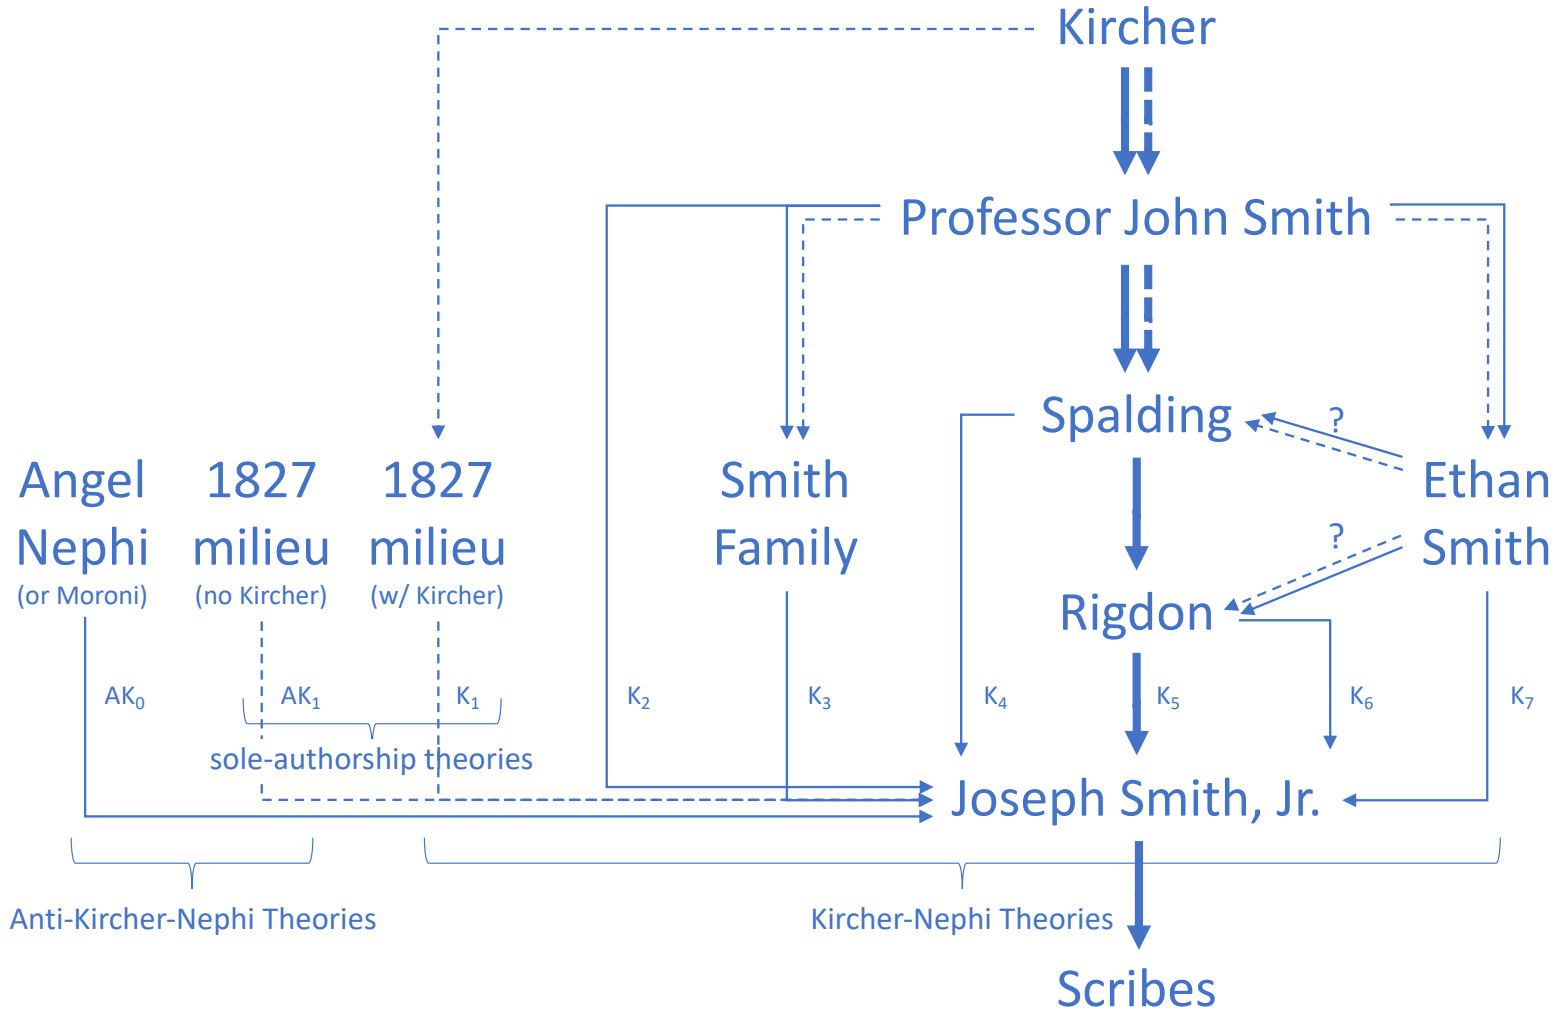 Kircher
Professor John Smith
Spalding
?
Angel
Nephi
(or Moroni)
1827
milieu
(no Kircher)
1827
milieu
(w/ Kircher)
Smith
Family
Ethan
Smith
?
Rigdon
AK₀
AK₁
K₁
K₂
K₃
K₄
K₅
K₆
K₇
sole-authorship theories
Joseph Smith, Jr.
Anti-Kircher-Nephi Theories
Kircher-Nephi Theories
Scribes